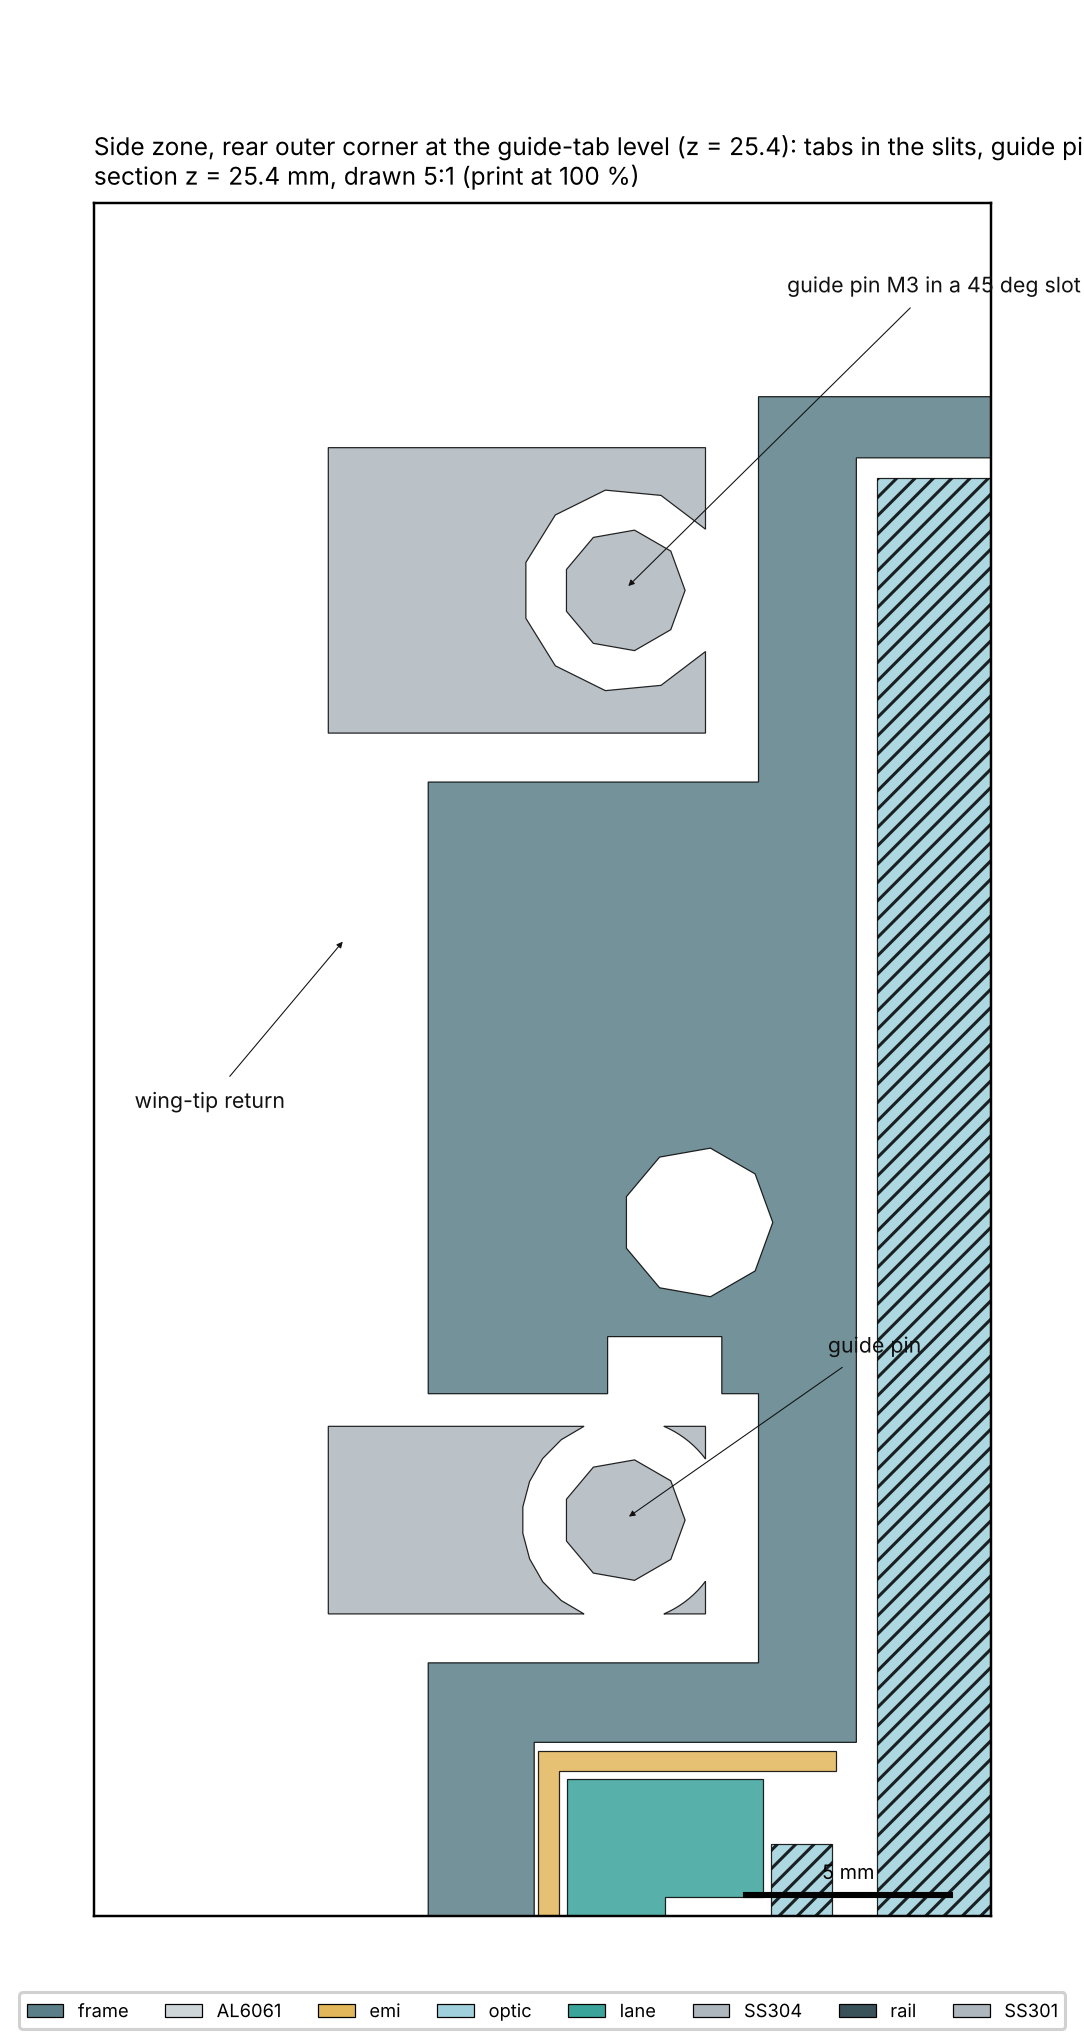 Side zone, rear outer corner at the guide-tab level (z = 25.4): tabs in the slits, guide pi
section z = 25.4 mm, drawn 5:1 (print at 100 %)
guide pin M3 in a 45 deg slot
wing-tip return
guide pin
5 mm
frame AL6061 emi optic lane SS304 rail SS301